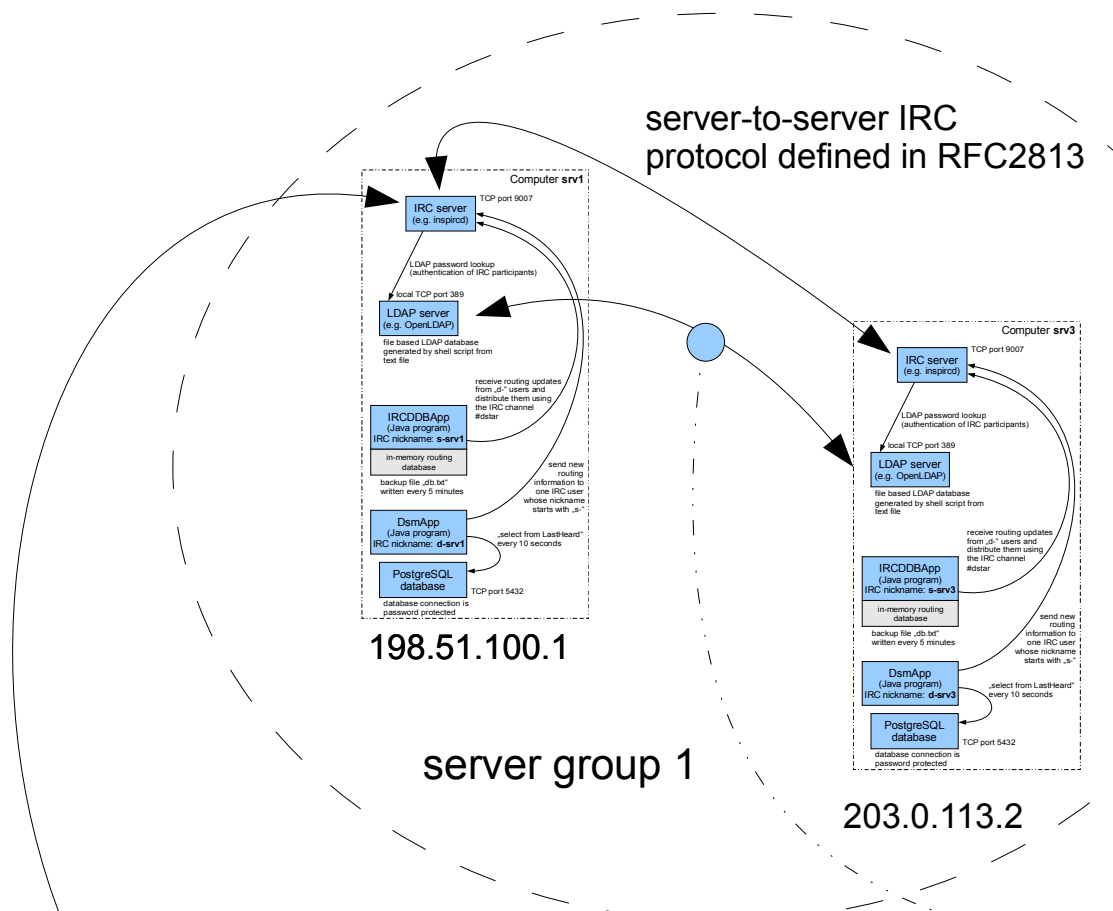 server-to-server IRC
protocol defined in RFC2813
Computer srv1
TCP port 9007
IRC server
(e.g. inspircd)
LDAP password lookup
(authentication of IRC participants)
local TCP port 389
LDAP server
(e.g. OpenLDAP)
file based LDAP database
generated by shell script from
text file
receive routing updates
from „d-“ users and
distribute them using
the IRC channel
#dstar
IRCDDBApp
(Java program)
IRC nickname: s-srv1
in-memory routing
database
backup file „db.txt“
written every 5 minutes
send new
routing
information to
one IRC user
whose nickname
starts with „s-“
DsmApp
(Java program)
IRC nickname: d-srv1
„select from LastHeard“
every 10 seconds
PostgreSQL
database
TCP port 5432
database connection is
password protected
198.51.100.1
Computer srv3
TCP port 9007
IRC server
(e.g. inspircd)
LDAP password lookup
(authentication of IRC participants)
local TCP port 389
LDAP server
(e.g. OpenLDAP)
file based LDAP database
generated by shell script from
text file
receive routing updates
from „d-“ users and
distribute them using
the IRC channel
#dstar
IRCDDBApp
(Java program)
IRC nickname: s-srv3
in-memory routing
database
backup file „db.txt“
written every 5 minutes
send new
routing
information to
one IRC user
whose nickname
starts with „s-“
DsmApp
(Java program)
IRC nickname: d-srv3
„select from LastHeard“
every 10 seconds
PostgreSQL
database
TCP port 5432
database connection is
password protected
203.0.113.2
server group 1